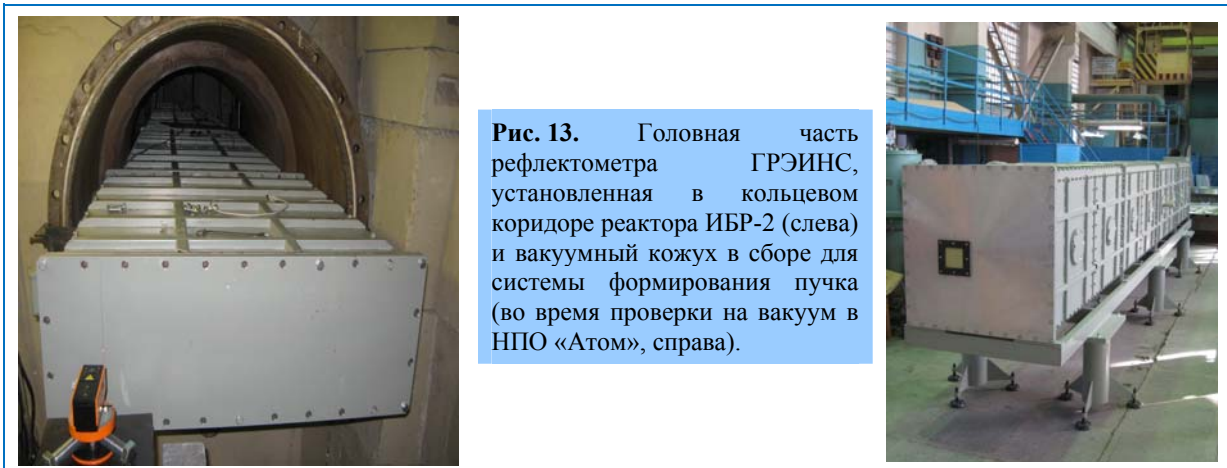 Рис. 13. Головная часть
рефлектометра ГРЭИНС,
установленная в кольцевом
коридоре реактора ИБР-2 (слева)
и вакуумный кожух в сборе для
системы формирования пучка
(во время проверки на вакуум в
НПО «Атом», справа).